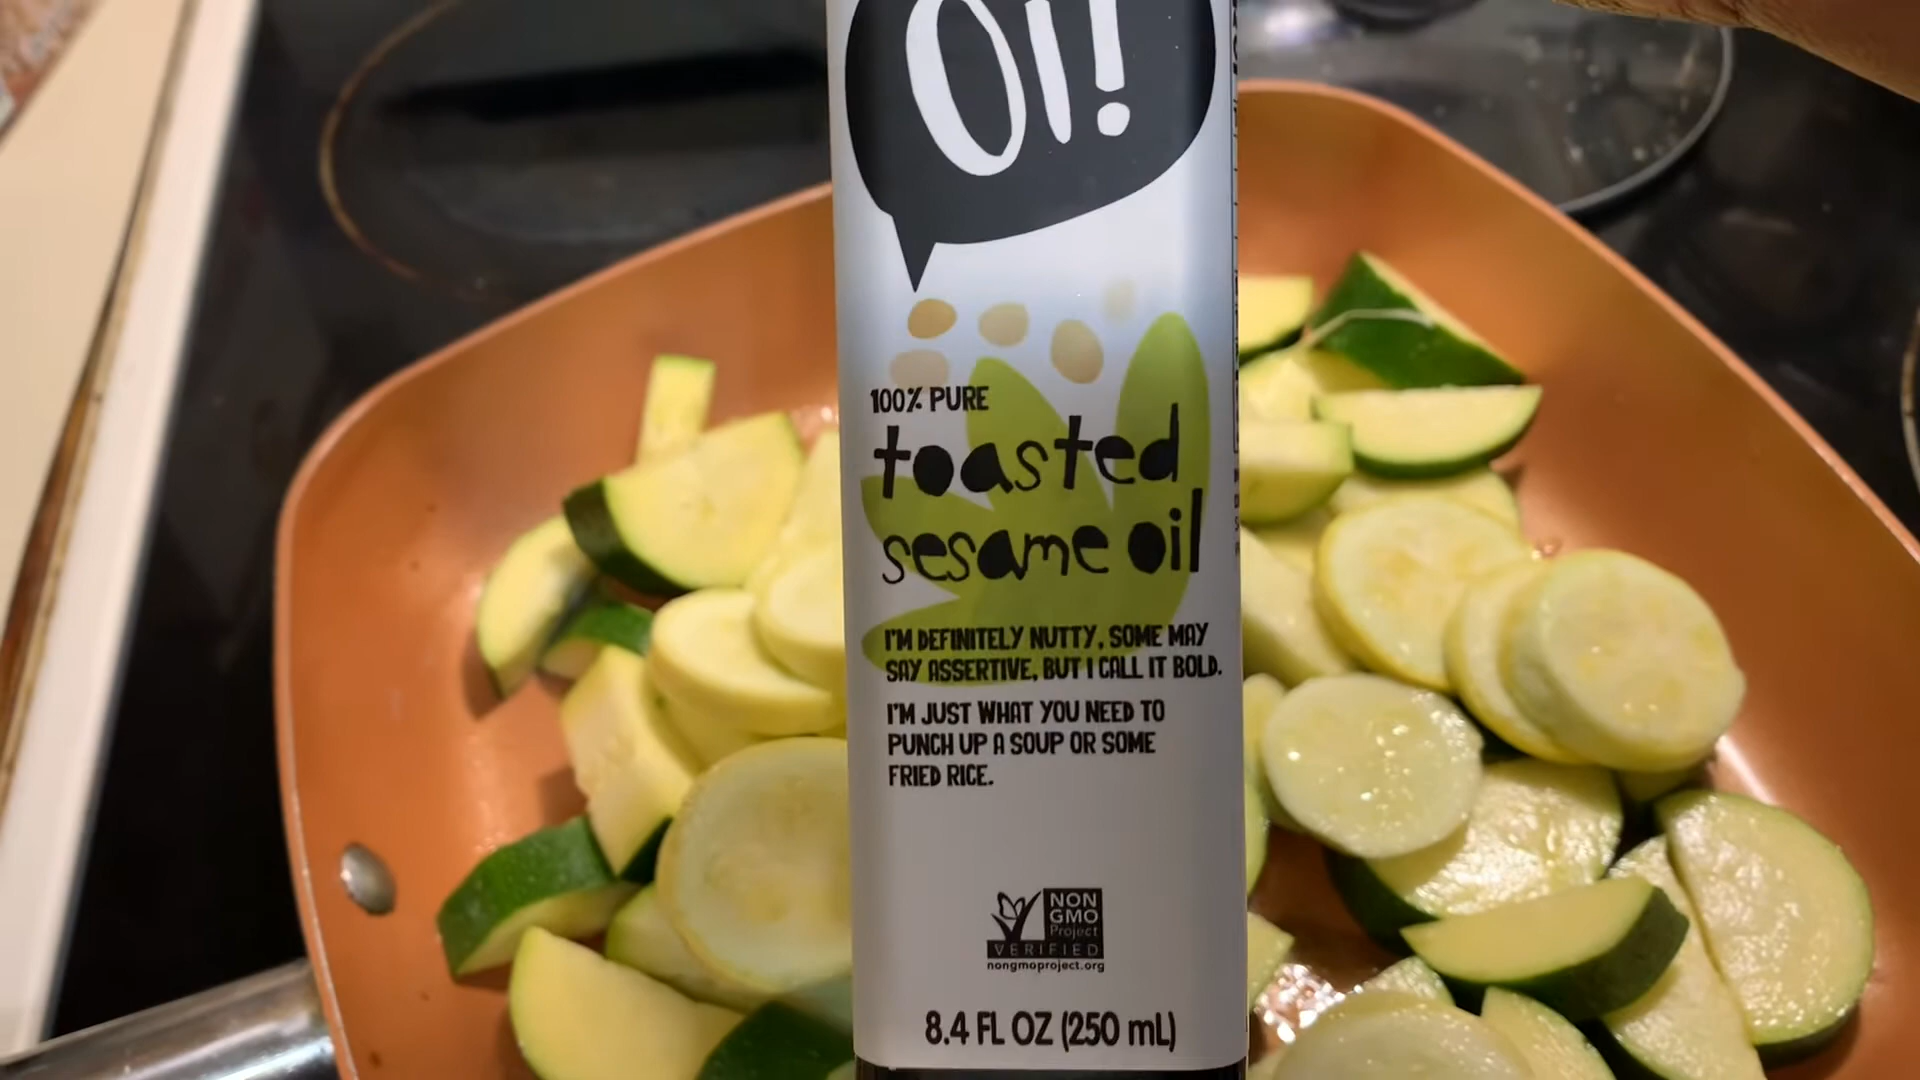 Oi!
100% PURE
toasted
sesame oil
I'M DEFINITELY NUTTY, SOME MAY
SAY ASSERTIVE, BUT I CALL IT BOLD.
I'M JUST WHAT YOU NEED TO
PUNCH UP A SOUP OR SOME
FRIED RICE.
NON
GMO
Project
VERIFIED
nongmoproject.org
8.4 FL OZ (250 mL)